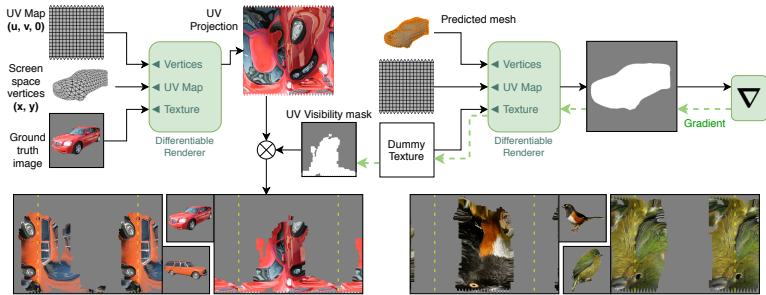 UV Map
(u, v, 0)
Screen
space
vertices
(x, y)
Ground
truth
image
Vertices
UV Map
Texture
Differentiable
Renderer
UV
Projection
UV Visibility mask
Predicted mesh
Dummy
Texture
Vertices
UV Map
Texture
Differentiable
Renderer
Gradient
∇